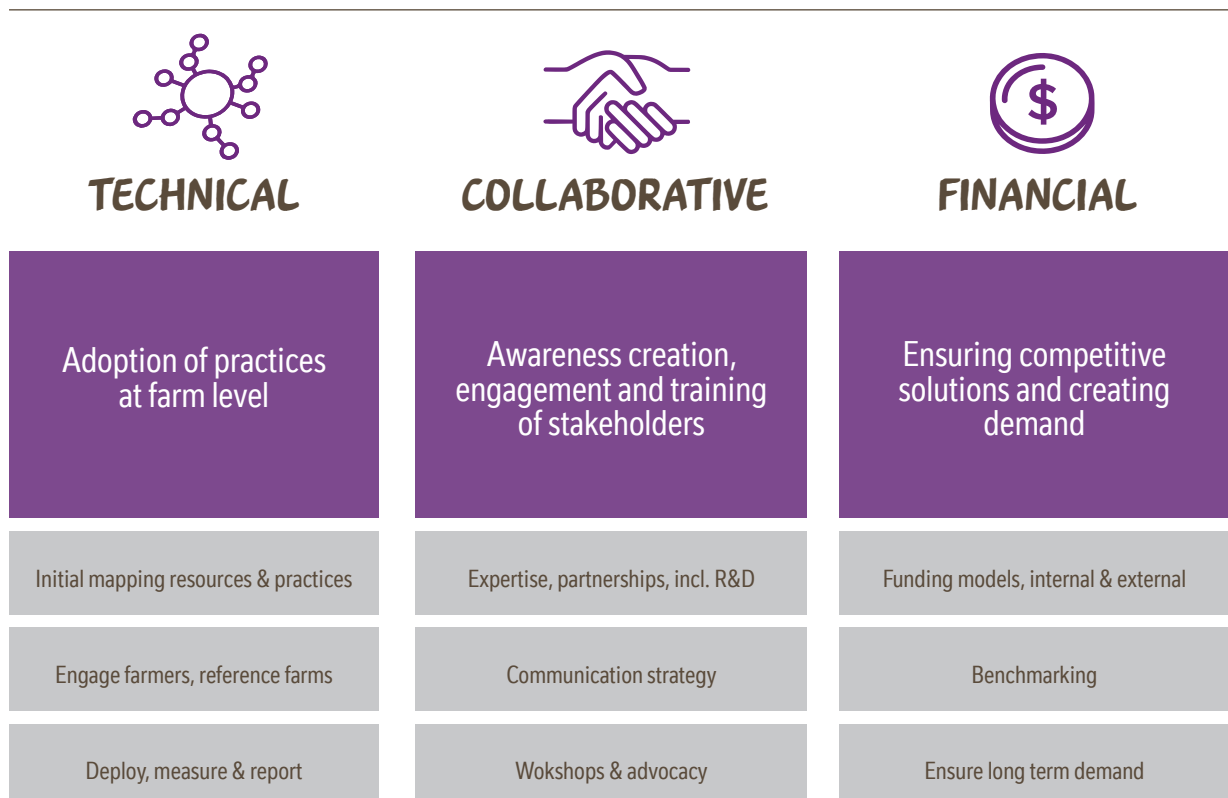 $
TECHNICAL
COLLABORATIVE
FINANCIAL
Adoption of practices
at farm level
Awareness creation,
engagement and training
of stakeholders
Ensuring competitive
solutions and creating
demand
Initial mapping resources & practices
Expertise, partnerships, incl. R&D
Funding models, internal & external
Engage farmers, reference farms
Communication strategy
Benchmarking
Deploy, measure & report
Wokshops & advocacy
Ensure long term demand